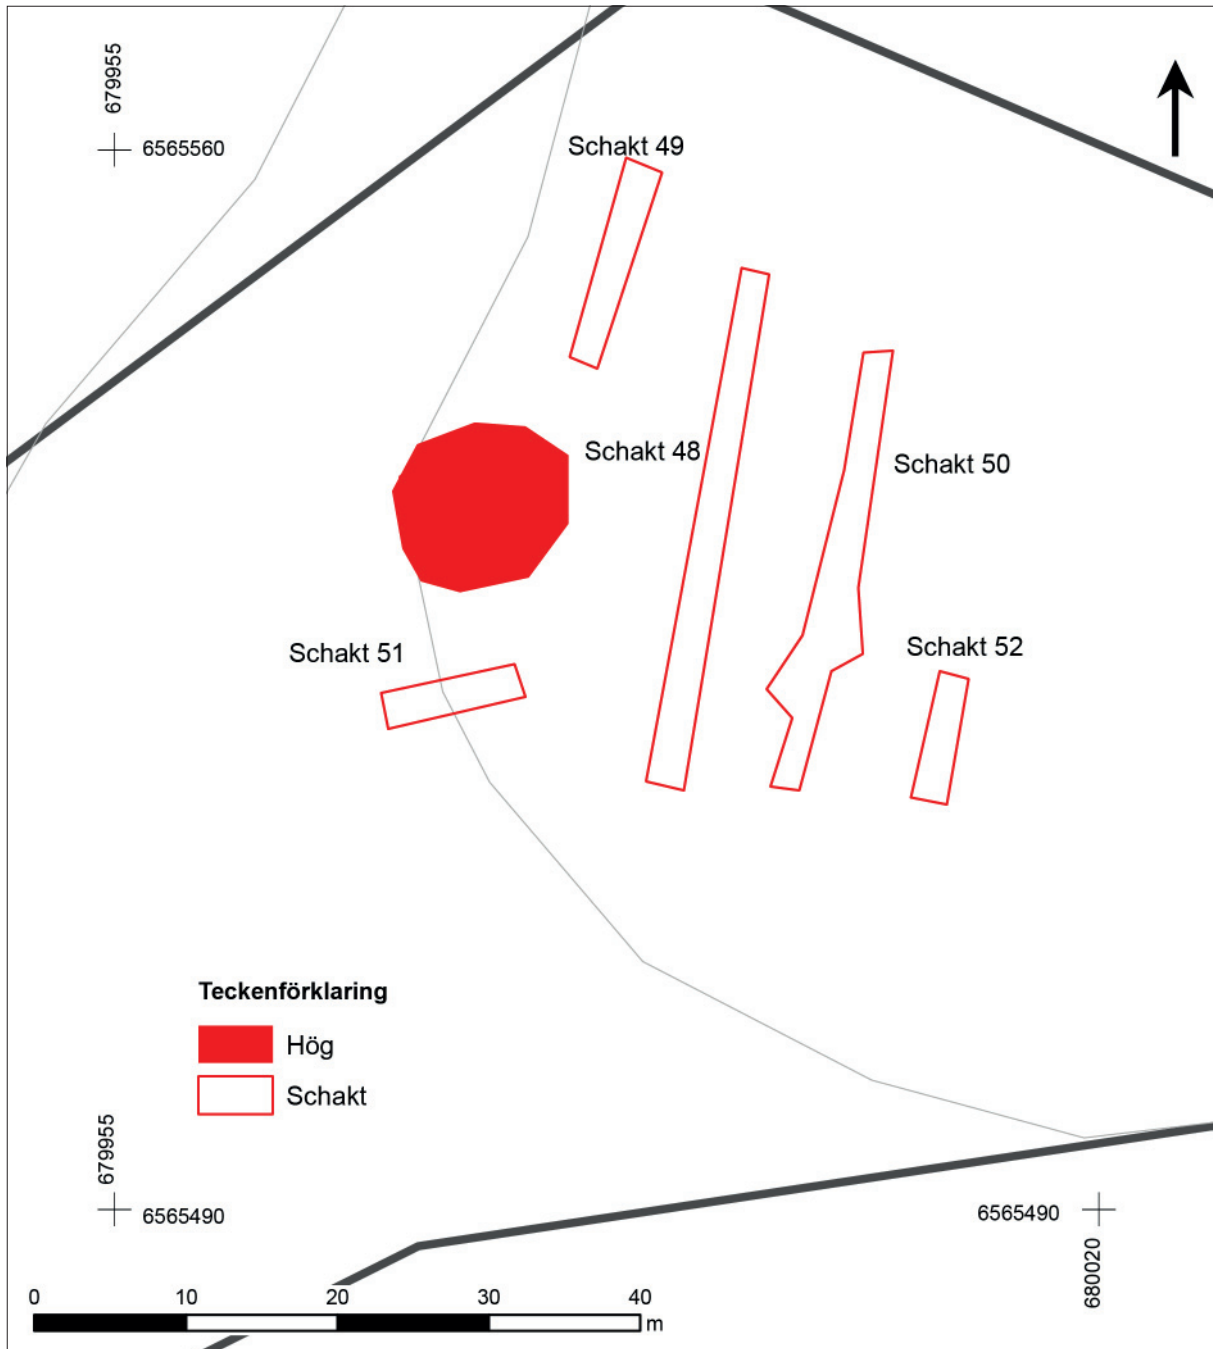 679955
6565560
Schakt 49
Schakt 48
Schakt 50
Schakt 51
Schakt 52
Teckenförklaring
Hög
Schakt
679955
6565490
6565490
680020
0 10 20 30 40
m